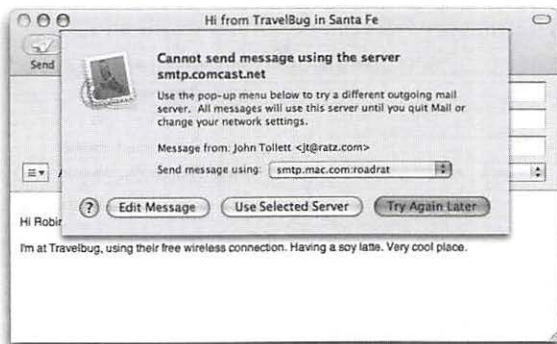 Hi from TravelBug in Santa Fe
Send
Cannot send message using the server
smtp.comcast.net
Use the pop-up menu below to try a different outgoing mail
server. All messages will use this server until you quit Mail or
change your network settings.
Message from: John Tollett <jt@ratz.com>
Send message using: smtp.mac.com:roadrat
? Edit Message Use Selected Server Try Again Later
Hi Robin
I'm at Travelbug, using their free wireless connection. Having a soy latte. Very cool place.